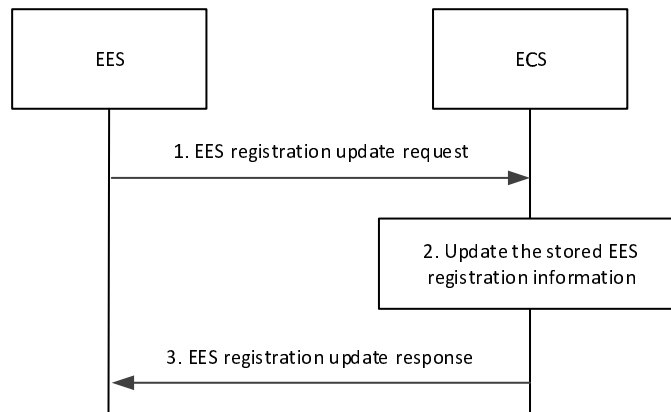 EES
ECS
1. EES registration update request
2. Update the stored EES
registration information
3. EES registration update response